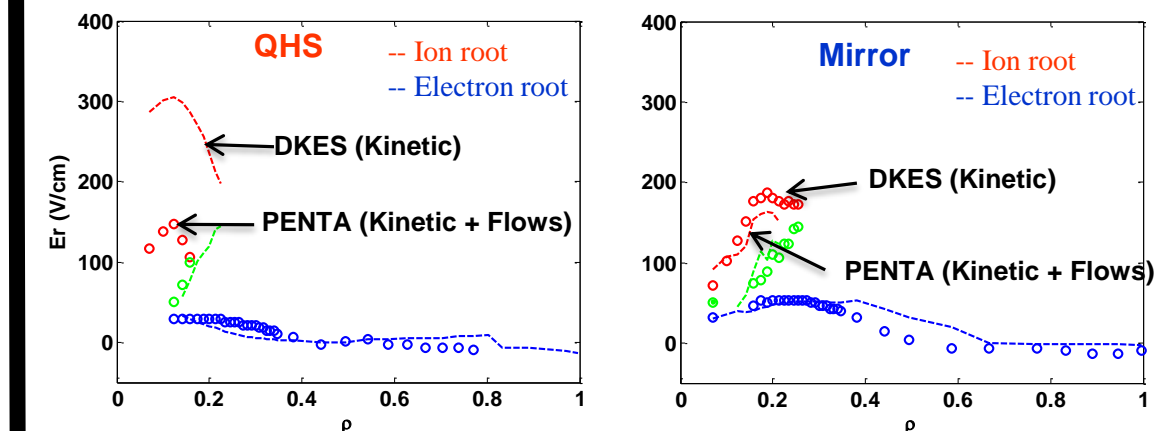 QHS
-- Ion root
-- Electron root
DKES (Kinetic)
PENTA (Kinetic + Flows)
Er (V/cm)
400
300
200
100
0
0
0.2
0.4
0.6
0.8
1
ρ
Mirror
-- Ion root
-- Electron root
DKES (Kinetic)
PENTA (Kinetic + Flows)
400
300
200
100
0
0
0.2
0.4
0.6
0.8
1
ρ